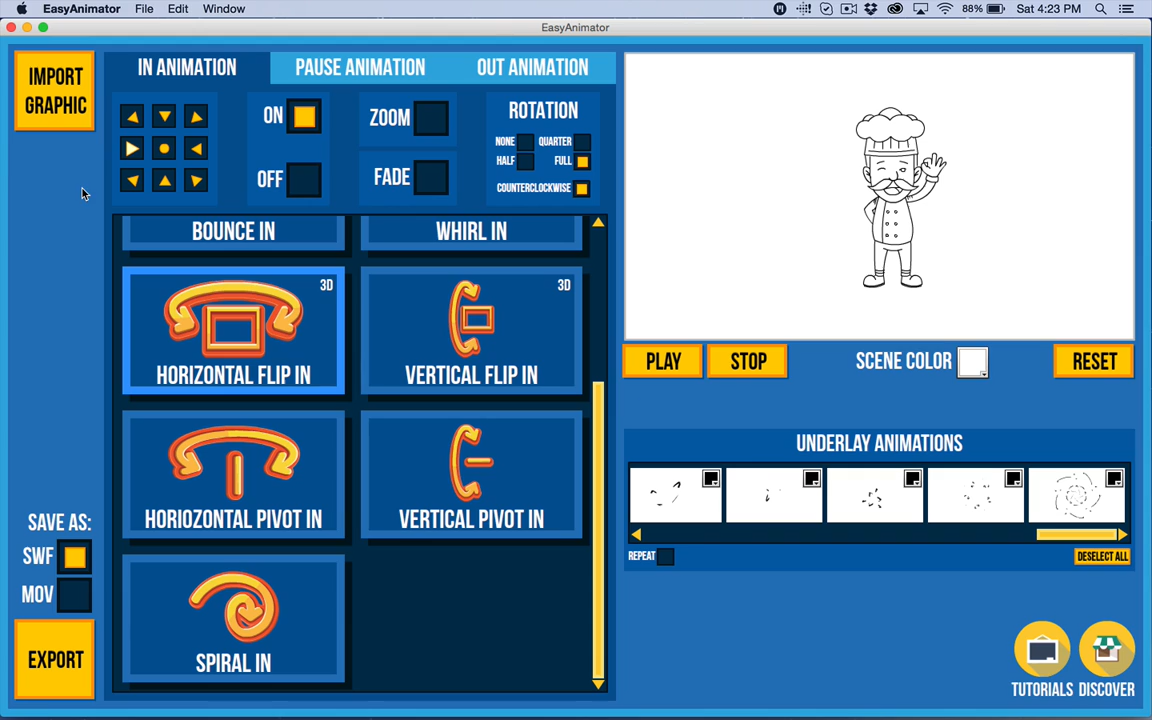 EasyAnimator File Edit Window
88% Sat 4:23 PM
EasyAnimator
IMPORT
GRAPHIC
IN ANIMATION
PAUSE ANIMATION
OUT ANIMATION
ON
OFF
ZOOM
FADE
ROTATION
NONE QUARTER
HALF FULL
COUNTERCLOCKWISE
BOUNCE IN
WHIRL IN
3D
HORIZONTAL FLIP IN
3D
VERTICAL FLIP IN
HORIOZONTAL PIVOT IN
VERTICAL PIVOT IN
SPIRAL IN
SAVE AS:
SWF
MOV
EXPORT
PLAY
STOP
SCENE COLOR
RESET
UNDERLAY ANIMATIONS
REPEAT
DESELECT ALL
TUTORIALS
DISCOVER